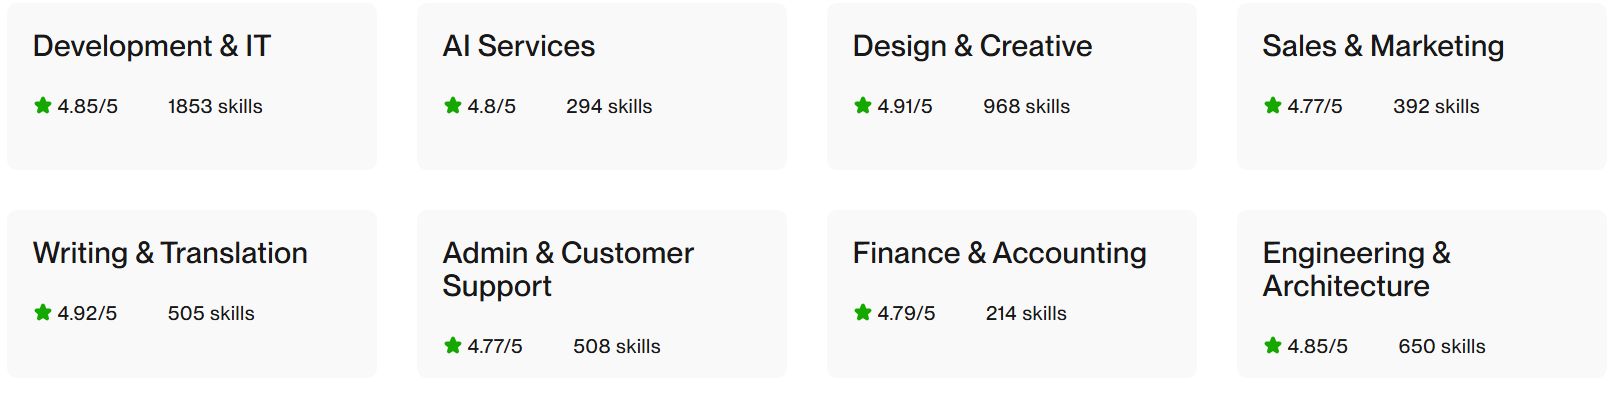 Development & IT
4.85/5 1853 skills
AI Services
4.8/5 294 skills
Design & Creative
4.91/5 968 skills
Sales & Marketing
4.77/5 392 skills
Writing & Translation
4.92/5 505 skills
Admin & Customer
Support
4.77/5 508 skills
Finance & Accounting
4.79/5 214 skills
Engineering &
Architecture
4.85/5 650 skills